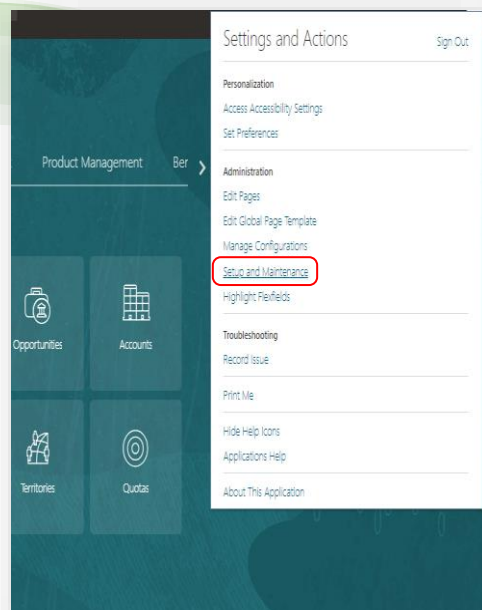 Settings and Actions
Sign Out
Personalization
Access Accessibility Settings
Set Preferences
Product Management
Ber
Administration
Edit Pages
Edit Global Page Template
Manage Configurations
Setup and Maintenance
Highlight Flexfields
Opportunities
Accounts
Troubleshooting
Record Issue
Print Me
Hide Help Icons
Applications Help
Territories
Quotas
About This Application